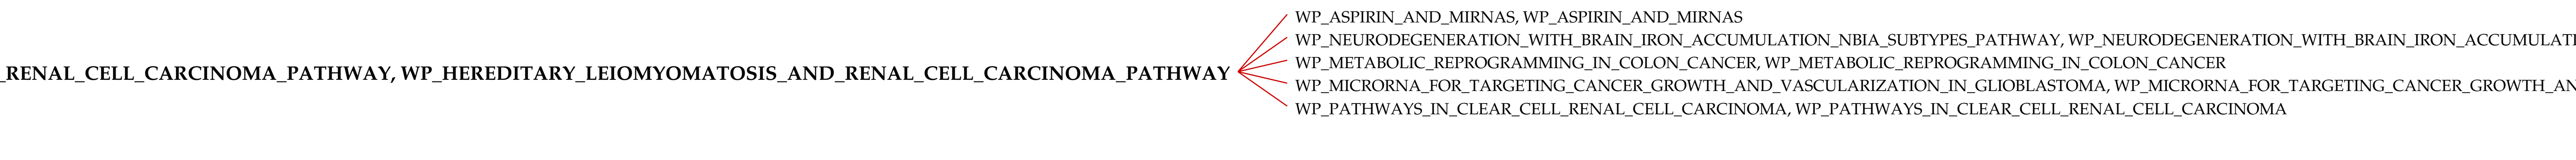 WP_ASPIRIN_AND_MIRNAS, WP_ASPIRIN_AND_MIRNAS
WP_NEURODEGENERATION_WITH_BRAIN_IRON_ACCUMULATION_NBIA_SUBTYPES_PATHWAY, WP_NEURODEGENERATION_WITH_BRAIN_IRON_ACCUMULATI
WP_METABOLIC_REPROGRAMMING_IN_COLON_CANCER, WP_METABOLIC_REPROGRAMMING_IN_COLON_CANCER
_RENAL_CELL_CARCINOMA_PATHWAY, WP_HEREDITARY_LEIOMYOMATOSIS_AND_RENAL_CELL_CARCINOMA_PATHWAY
WP_MICRORNA_FOR_TARGETING_CANCER_GROWTH_AND_VASCULARIZATION_IN_GLIOBLASTOMA, WP_MICRORNA_FOR_TARGETING_CANCER_GROWTH_AN
WP_PATHWAYS_IN_CLEAR_CELL_RENAL_CELL_CARCINOMA, WP_PATHWAYS_IN_CLEAR_CELL_RENAL_CELL_CARCINOMA